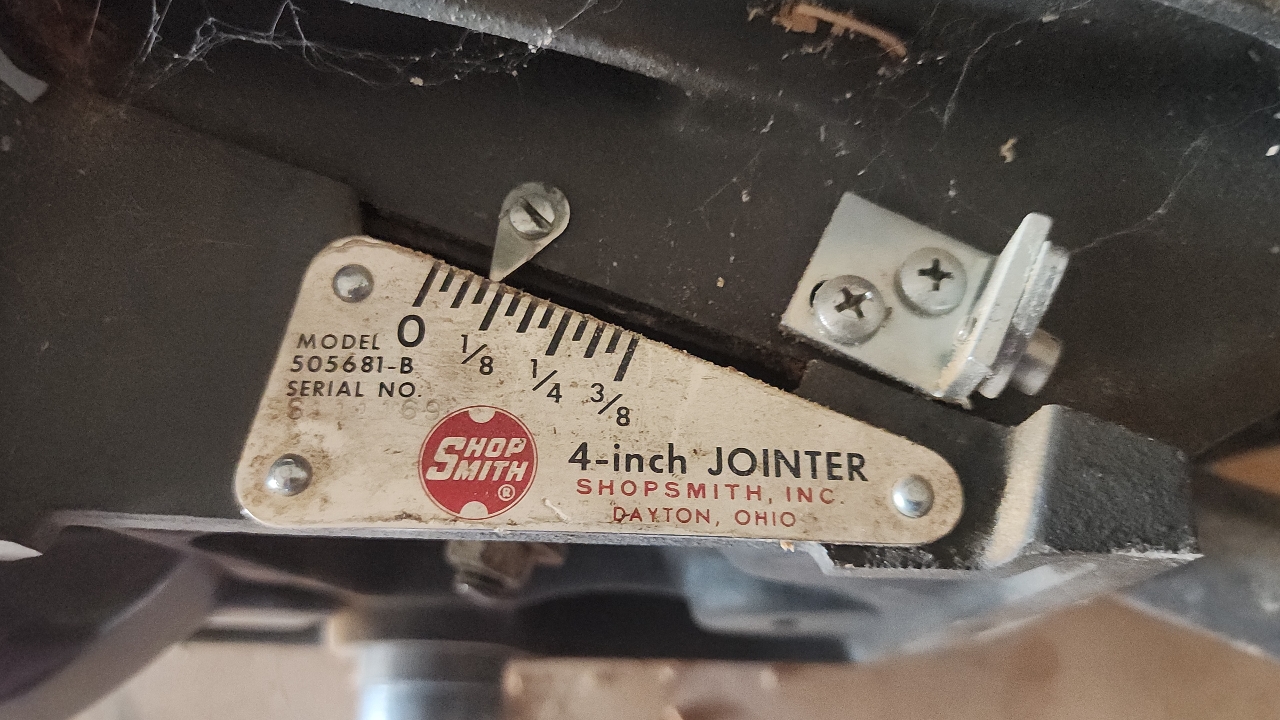 0
1/8
1/4
3/8
MODEL
505681-B
SERIAL NO.
SHOP
SMITH
®
4-inch JOINTER
SHOPSMITH, INC.
DAYTON, OHIO